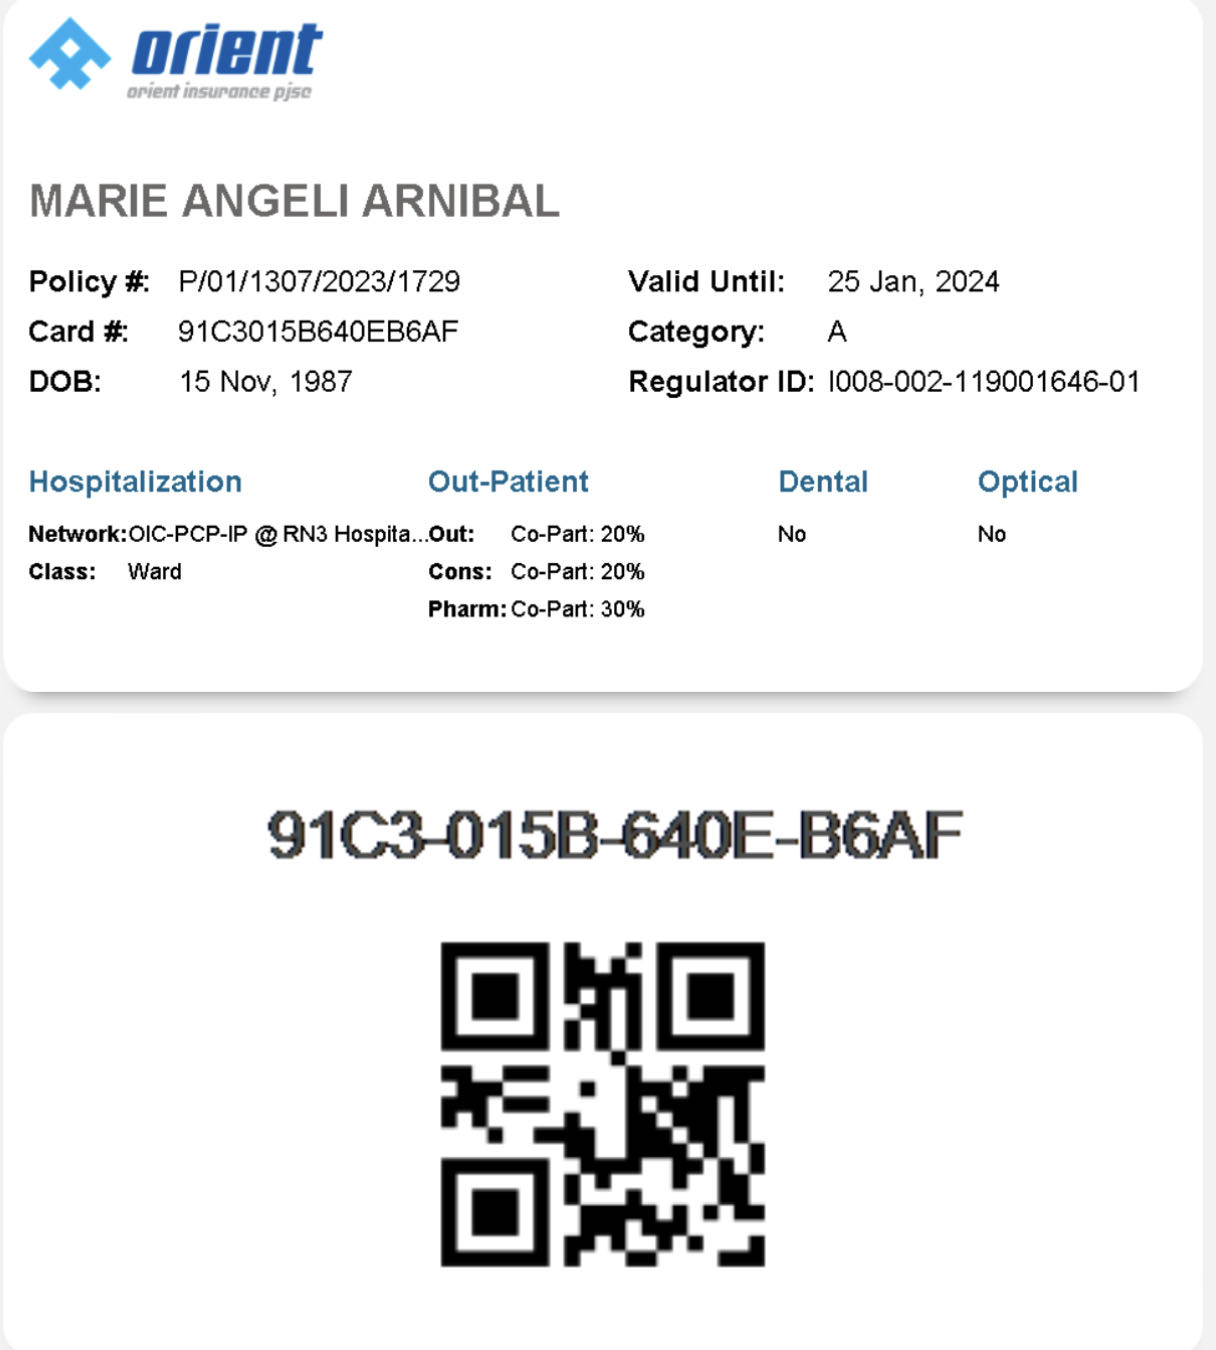 orient
orient insurance pjsc
MARIE ANGELI ARNIBAL
Policy #: P/01/1307/2023/1729 Valid Until: 25 Jan, 2024
Card #: 91C3015B640EB6AF Category: A
DOB: 15 Nov, 1987 Regulator ID: I008-002-119001646-01
Hospitalization Out-Patient Dental Optical
Network:OIC-PCP-IP @ RN3 Hospita... Out: Co-Part: 20% No No
Class: Ward Cons: Co-Part: 20%
Pharm: Co-Part: 30%
91C3-015B-640E-B6AF